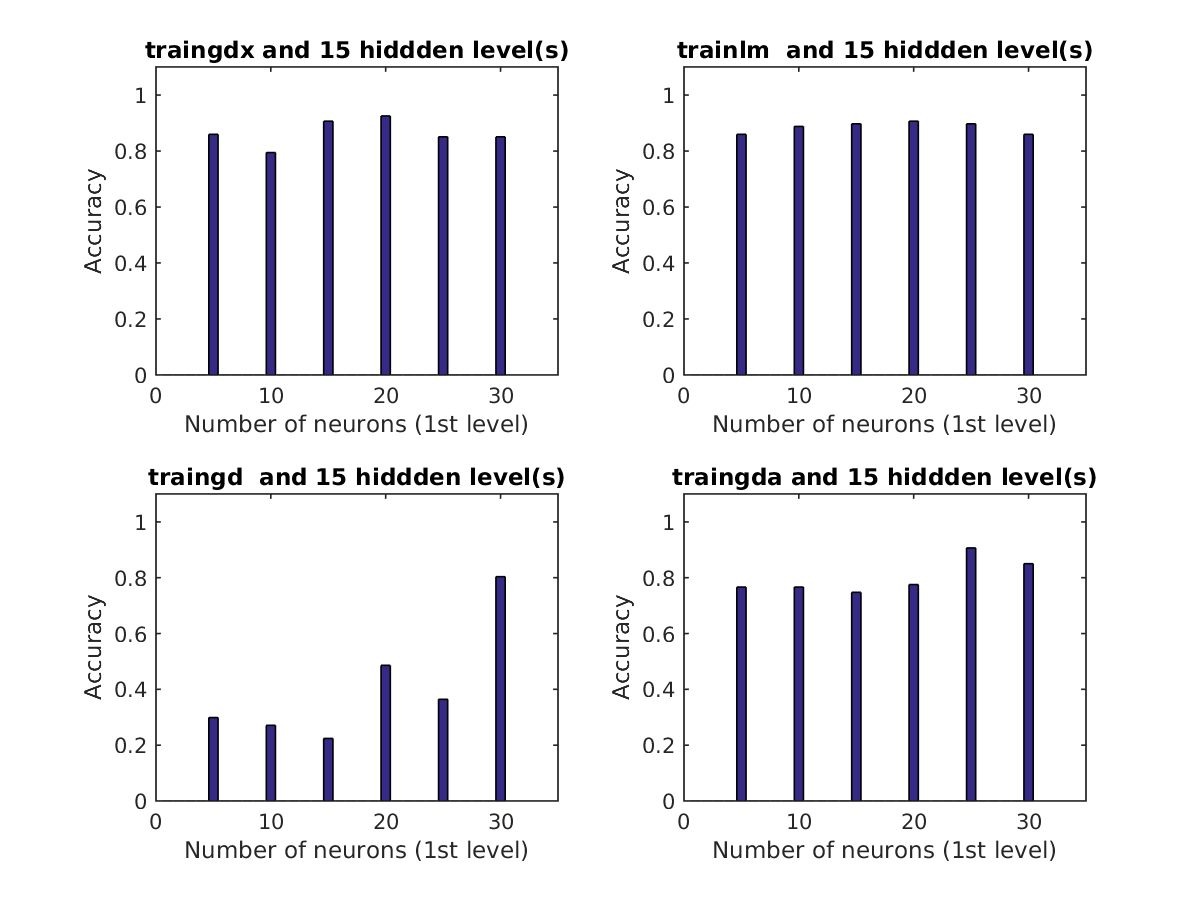 traingdx and 15 hiddden level(s)
1
0.8
0.6
0.4
0.2
0
Accuracy
0 10 20 30
Number of neurons (1st level)
trainlm  and 15 hiddden level(s)
1
0.8
0.6
0.4
0.2
0
Accuracy
0 10 20 30
Number of neurons (1st level)
traingd  and 15 hiddden level(s)
1
0.8
0.6
0.4
0.2
0
Accuracy
0 10 20 30
Number of neurons (1st level)
traingda and 15 hiddden level(s)
1
0.8
0.6
0.4
0.2
0
Accuracy
0 10 20 30
Number of neurons (1st level)